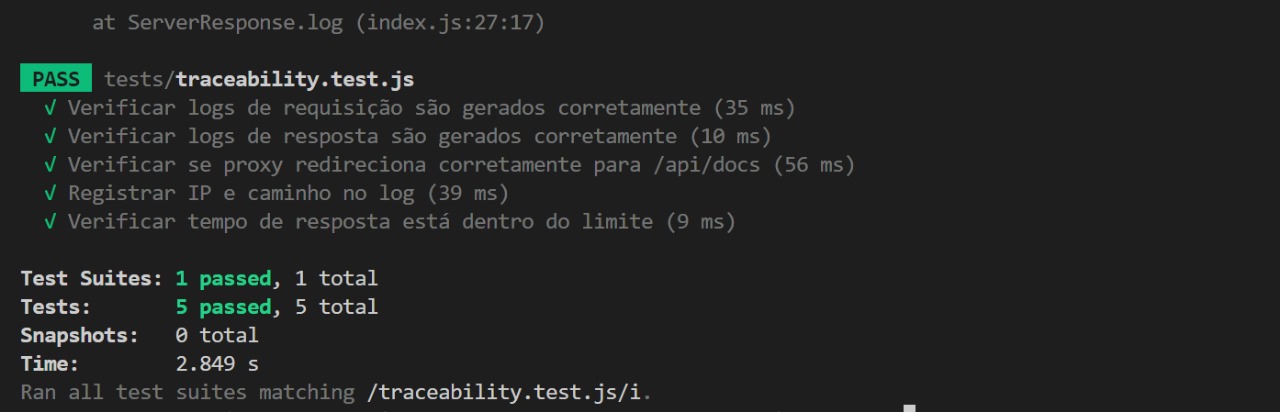 at ServerResponse.log (index.js:27:17)
PASS tests/traceability.test.js
√ Verificar logs de requisição são gerados corretamente (35 ms)
√ Verificar logs de resposta são gerados corretamente (10 ms)
√ Verificar se proxy redireciona corretamente para /api/docs (56 ms)
√ Registrar IP e caminho no log (39 ms)
√ Verificar tempo de resposta está dentro do limite (9 ms)
Test Suites: 1 passed, 1 total
Tests: 5 passed, 5 total
Snapshots: 0 total
Time: 2.849 s
Ran all test suites matching /traceability.test.js/i.